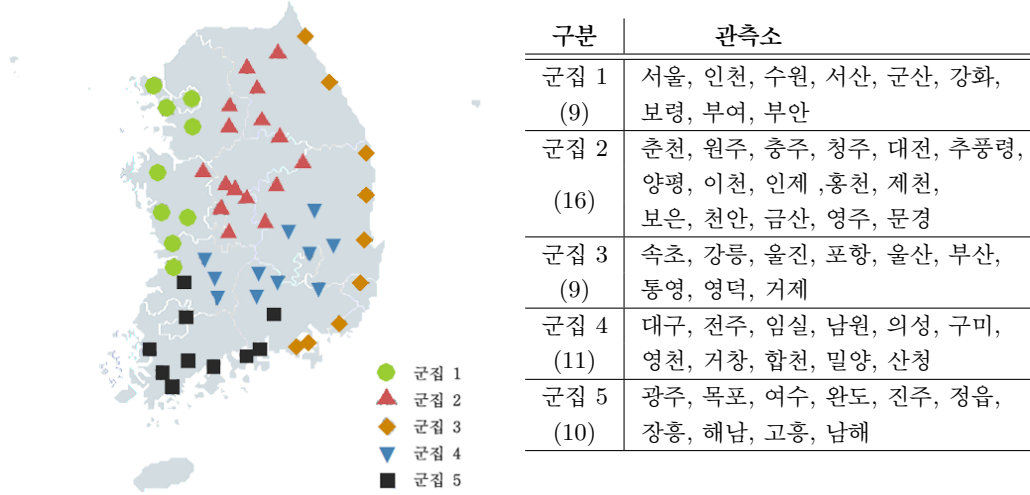 군집 1
군집 2
군집 3
군집 4
군집 5
구분 관측소
군집 1 서울, 인천, 수원, 서산, 군산, 강화,
(9) 보령, 부여, 부안
군집 2 춘천, 원주, 충주, 청주, 대전, 추풍령,
(16) 양평, 이천, 인제 ,홍천, 제천,
보은, 천안, 금산, 영주, 문경
군집 3 속초, 강릉, 울진, 포항, 울산, 부산,
(9) 통영, 영덕, 거제
군집 4 대구, 전주, 임실, 남원, 의성, 구미,
(11) 영천, 거창, 합천, 밀양, 산청
군집 5 광주, 목포, 여수, 완도, 진주, 정읍,
(10) 장흥, 해남, 고흥, 남해